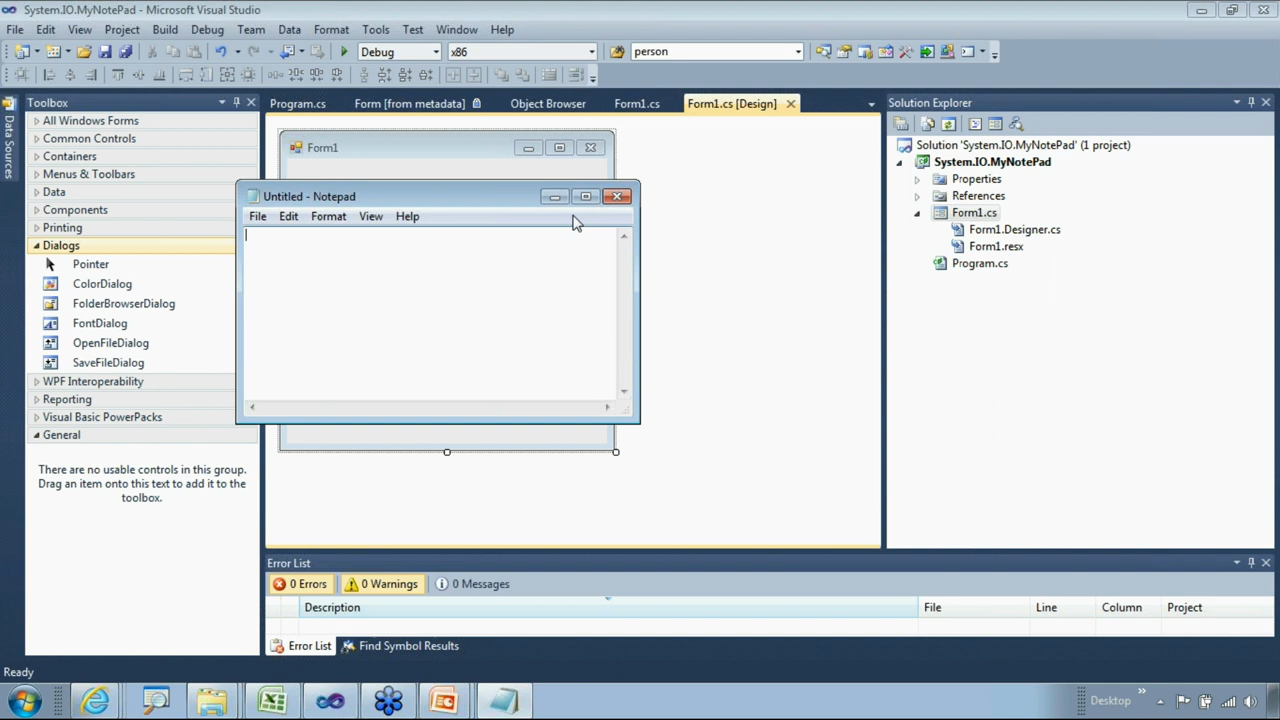 System.IO.MyNotePad - Microsoft Visual Studio
File Edit View Project Build Debug Team Data Format Tools Test Window Help
Debug x86 person
Toolbox
Program.cs Form [from metadata] Object Browser Form1.cs Form1.cs [Design]
Solution Explorer
Data Sources
All Windows Forms
Common Controls
Containers
Menus & Toolbars
Data
Components
Printing
Dialogs
Pointer
ColorDialog
FolderBrowserDialog
FontDialog
OpenFileDialog
SaveFileDialog
WPF Interoperability
Reporting
Visual Basic PowerPacks
General
There are no usable controls in this group.
Drag an item onto this text to add it to the
toolbox.
Form1
Untitled - Notepad
File Edit Format View Help
Solution 'System.IO.MyNotePad' (1 project)
System.IO.MyNotePad
Properties
References
Form1.cs
Form1.Designer.cs
Form1.resx
Program.cs
Error List
0 Errors 0 Warnings 0 Messages
Description File Line Column Project
Error List Find Symbol Results
Ready
Desktop